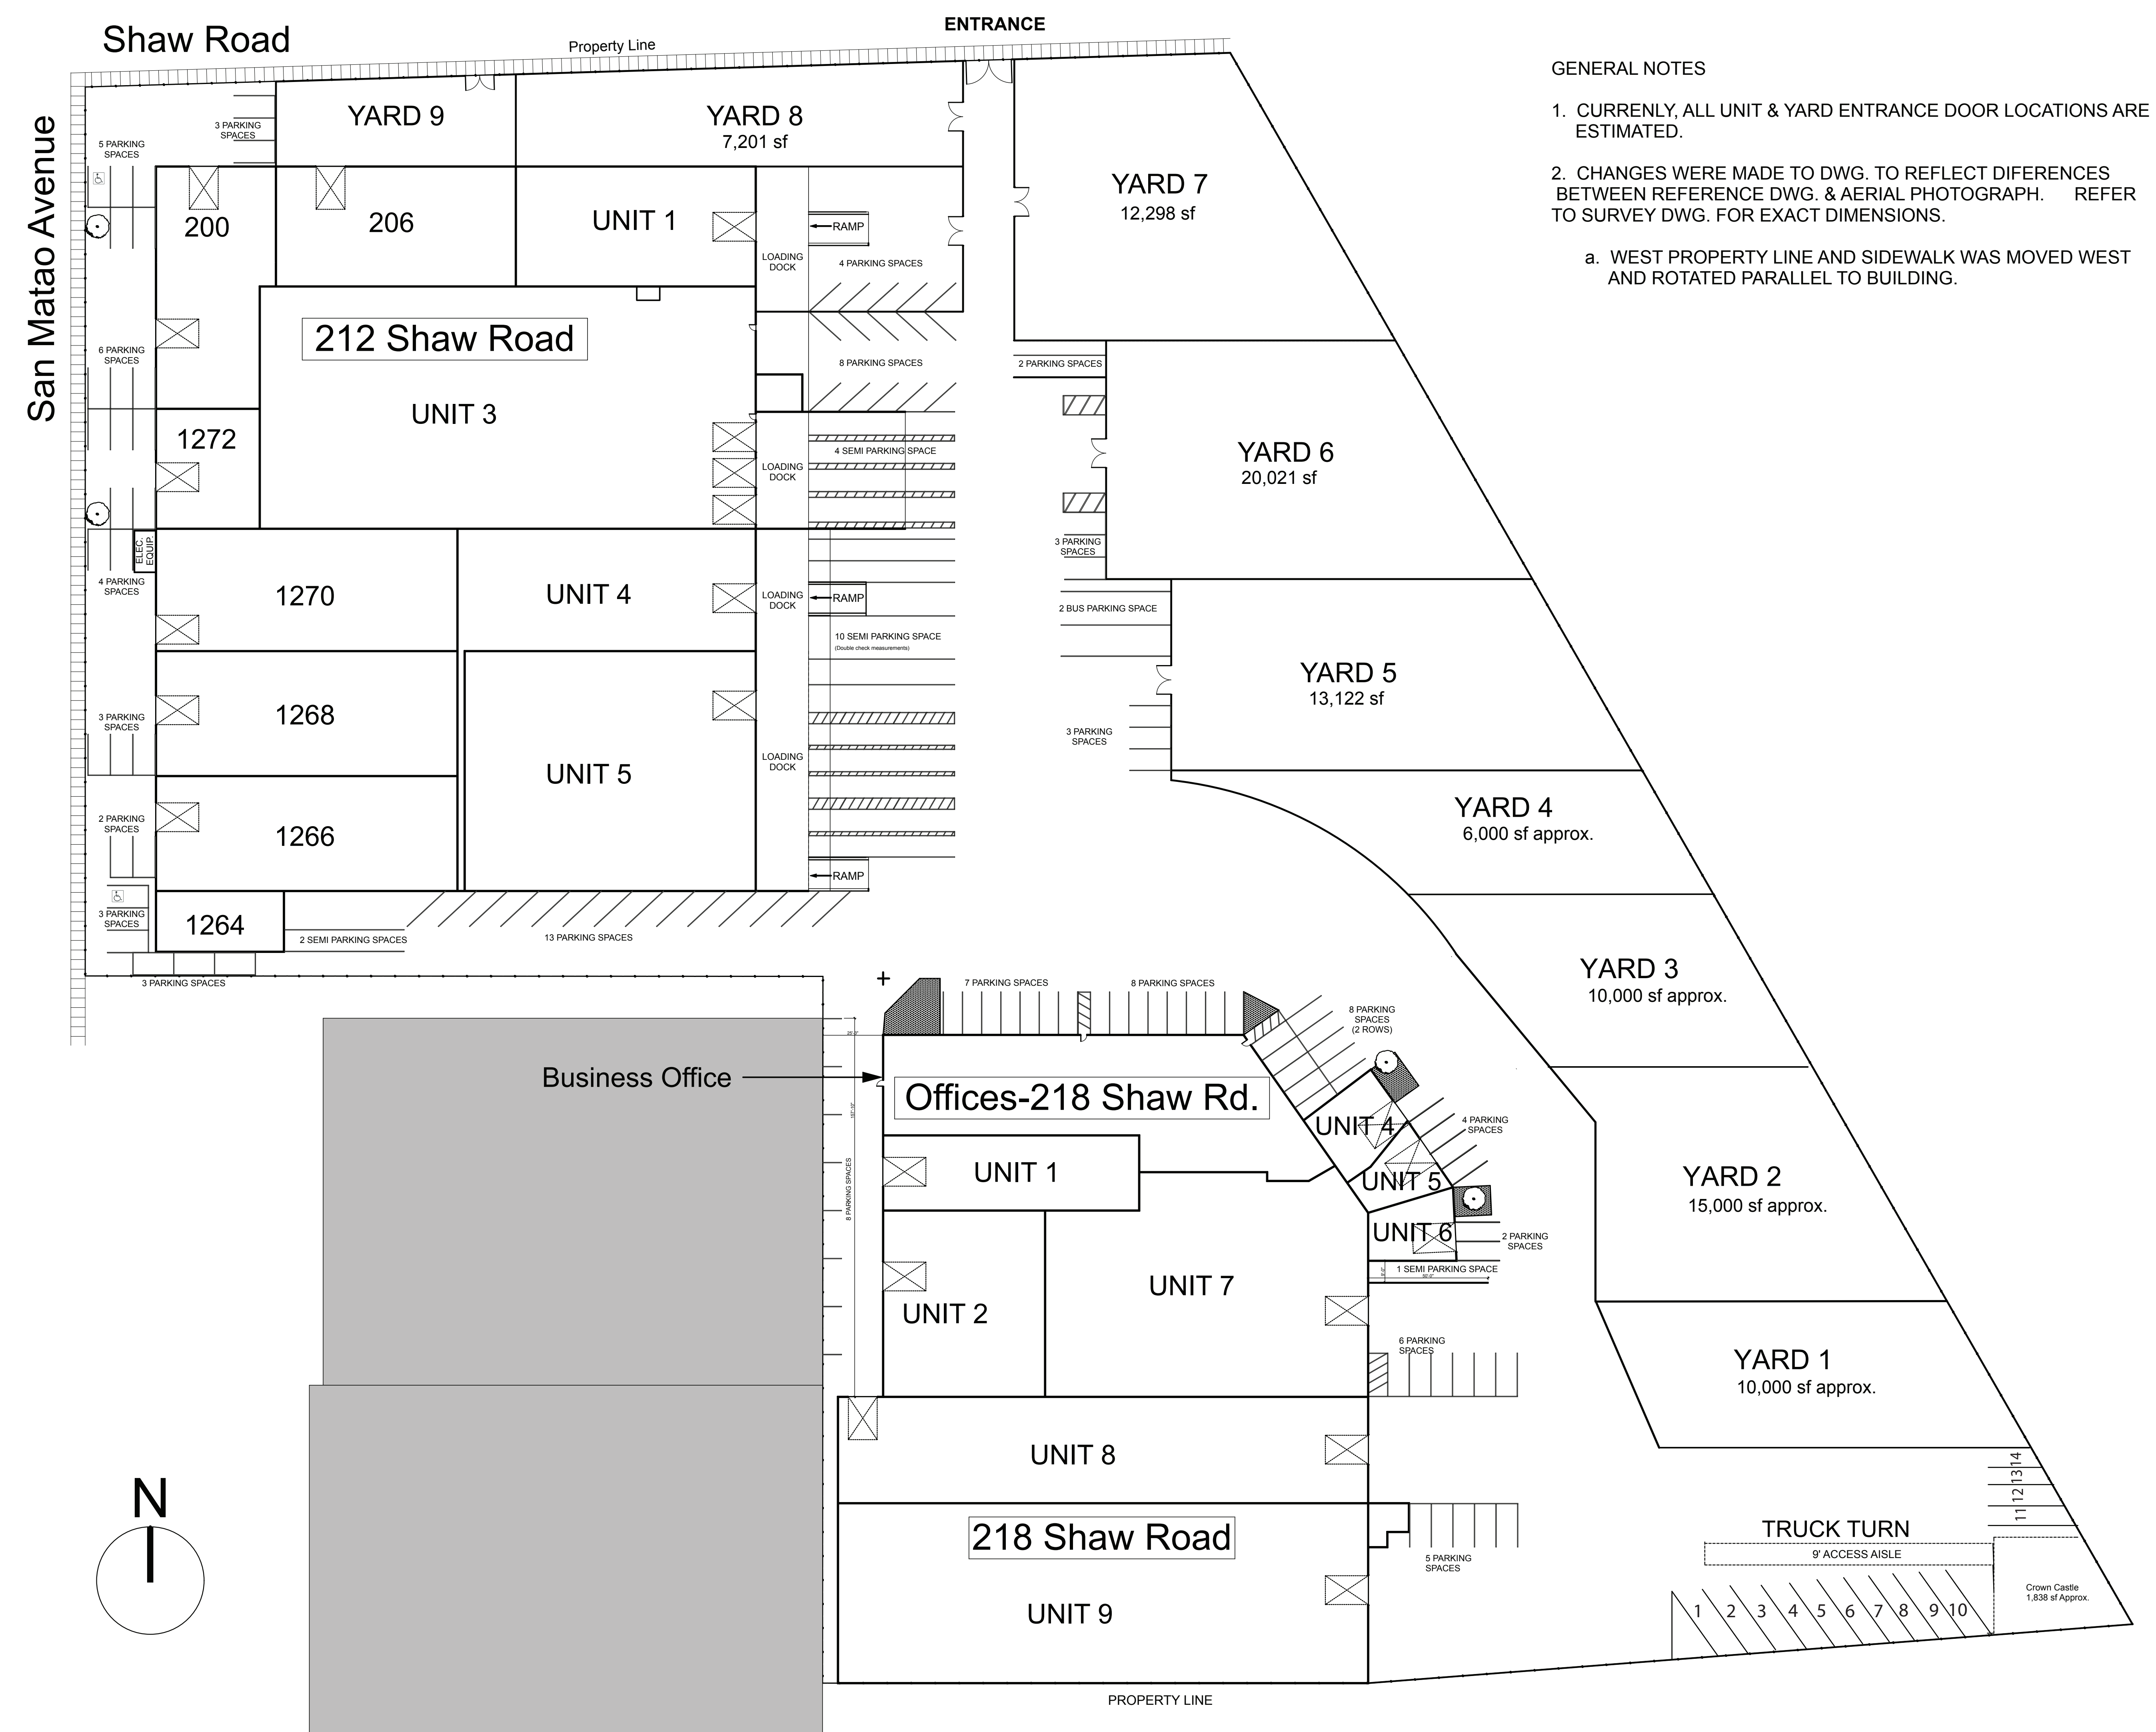 Shaw Road
Property Line
ENTRANCE
San Matao Avenue
GENERAL NOTES
1. CURRENLY, ALL UNIT & YARD ENTRANCE DOOR LOCATIONS ARE
ESTIMATED.
2. CHANGES WERE MADE TO DWG. TO REFLECT DIFERENCES
BETWEEN REFERENCE DWG. & AERIAL PHOTOGRAPH. REFER
TO SURVEY DWG. FOR EXACT DIMENSIONS.
a. WEST PROPERTY LINE AND SIDEWALK WAS MOVED WEST
AND ROTATED PARALLEL TO BUILDING.
3 PARKING
SPACES
YARD 9
YARD 8
7,201 sf
5 PARKING
SPACES
YARD 7
12,298 sf
200
206
UNIT 1
RAMP
LOADING
DOCK
4 PARKING SPACES
212 Shaw Road
6 PARKING
SPACES
8 PARKING SPACES
2 PARKING SPACES
UNIT 3
1272
4 SEMI PARKING SPACE
LOADING
DOCK
YARD 6
20,021 sf
ELEC.
EQUIP.
3 PARKING
SPACES
4 PARKING
SPACES
1270
UNIT 4
LOADING
DOCK
RAMP
2 BUS PARKING SPACE
10 SEMI PARKING SPACE
(Double check measurements)
YARD 5
13,122 sf
3 PARKING
SPACES
1268
3 PARKING
SPACES
UNIT 5
LOADING
DOCK
2 PARKING
SPACES
1266
YARD 4
6,000 sf approx.
RAMP
3 PARKING
SPACES
1264
2 SEMI PARKING SPACES
13 PARKING SPACES
3 PARKING SPACES
YARD 3
10,000 sf approx.
7 PARKING SPACES
8 PARKING SPACES
8 PARKING
SPACES
(2 ROWS)
Business Office
Offices-218 Shaw Rd.
UNIT 4
4 PARKING
SPACES
8 PARKING SPACES
UNIT 1
UNIT 5
YARD 2
15,000 sf approx.
UNIT 6
2 PARKING
SPACES
1 SEMI PARKING SPACE
50'.0"
UNIT 2
UNIT 7
6 PARKING
SPACES
YARD 1
10,000 sf approx.
UNIT 8
N
218 Shaw Road
UNIT 9
5 PARKING
SPACES
11 12 13 14
TRUCK TURN
9' ACCESS AISLE
Crown Castle
1,838 sf Approx.
1 2 3 4 5 6 7 8 9 10
PROPERTY LINE